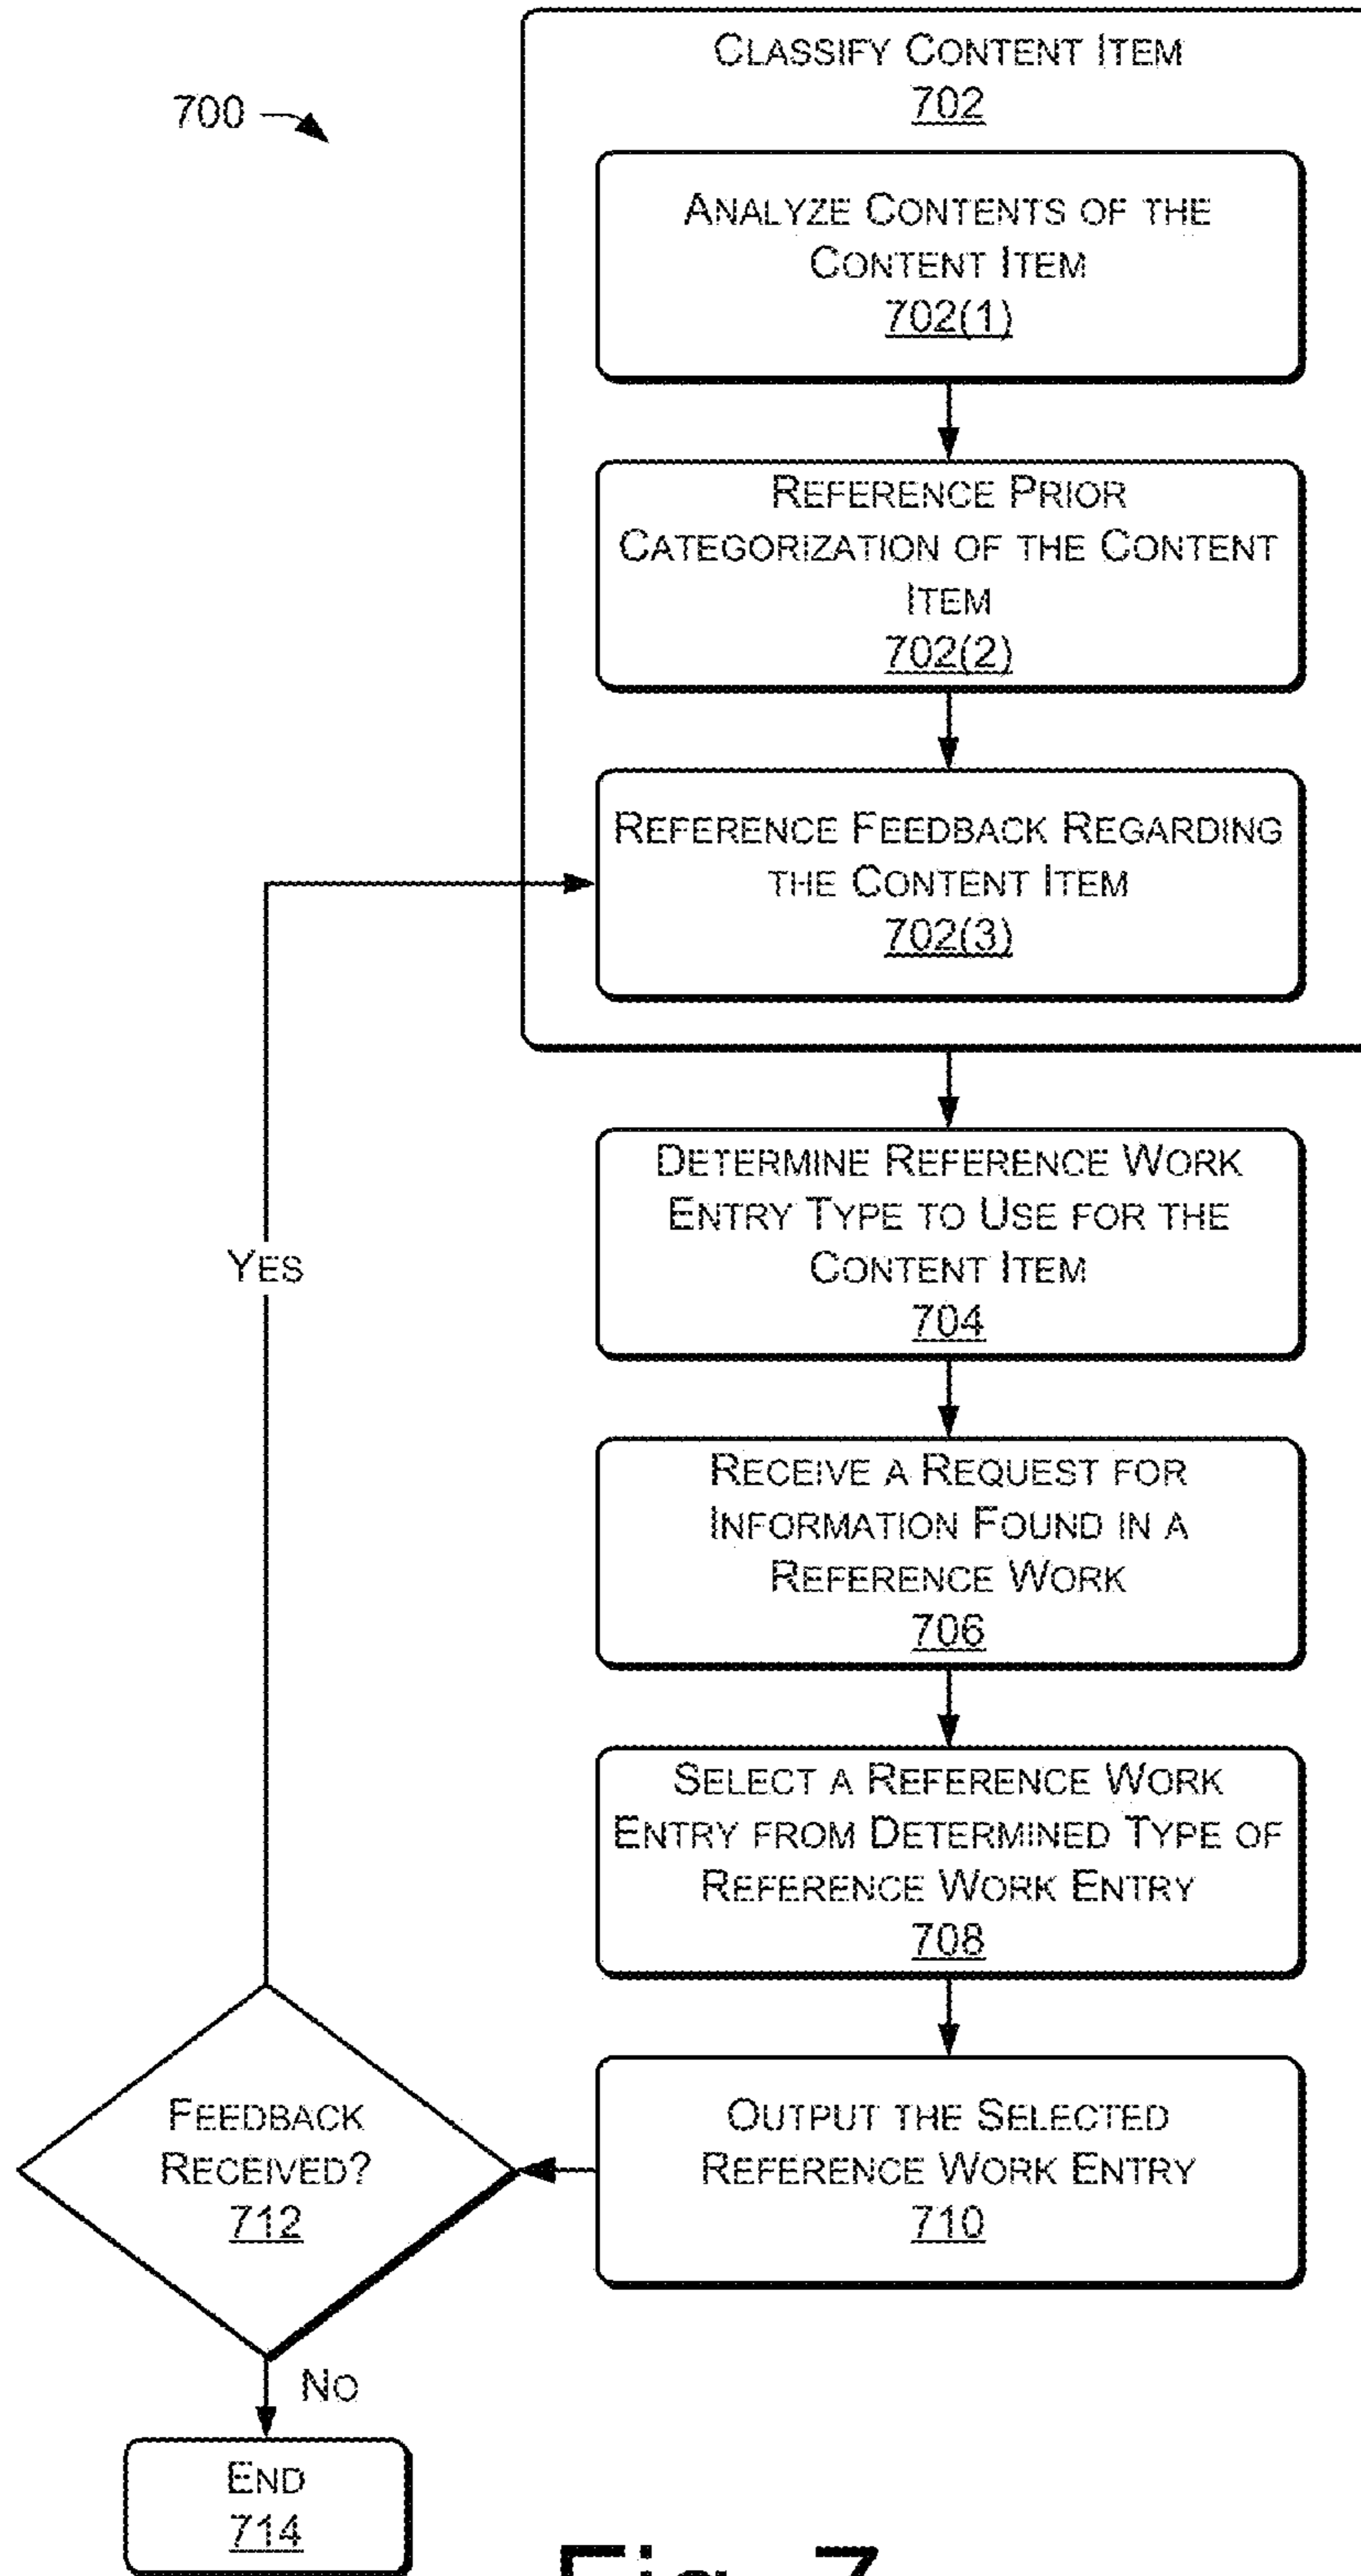 700
CLASSIFY CONTENT ITEM
702
ANALYZE CONTENTS OF THE
CONTENT ITEM
702(1)
REFERENCE PRIOR
CATEGORIZATION OF THE CONTENT
ITEM
702(2)
REFERENCE FEEDBACK REGARDING
THE CONTENT ITEM
702(3)
DETERMINE REFERENCE WORK
ENTRY TYPE TO USE FOR THE
CONTENT ITEM
704
YES
RECEIVE A REQUEST FOR
INFORMATION FOUND IN A
REFERENCE WORK
706
SELECT A REFERENCE WORK
ENTRY FROM DETERMINED TYPE OF
REFERENCE WORK ENTRY
708
OUTPUT THE SELECTED
REFERENCE WORK ENTRY
710
FEEDBACK
RECEIVED?
712
NO
END
714
Fig. 7